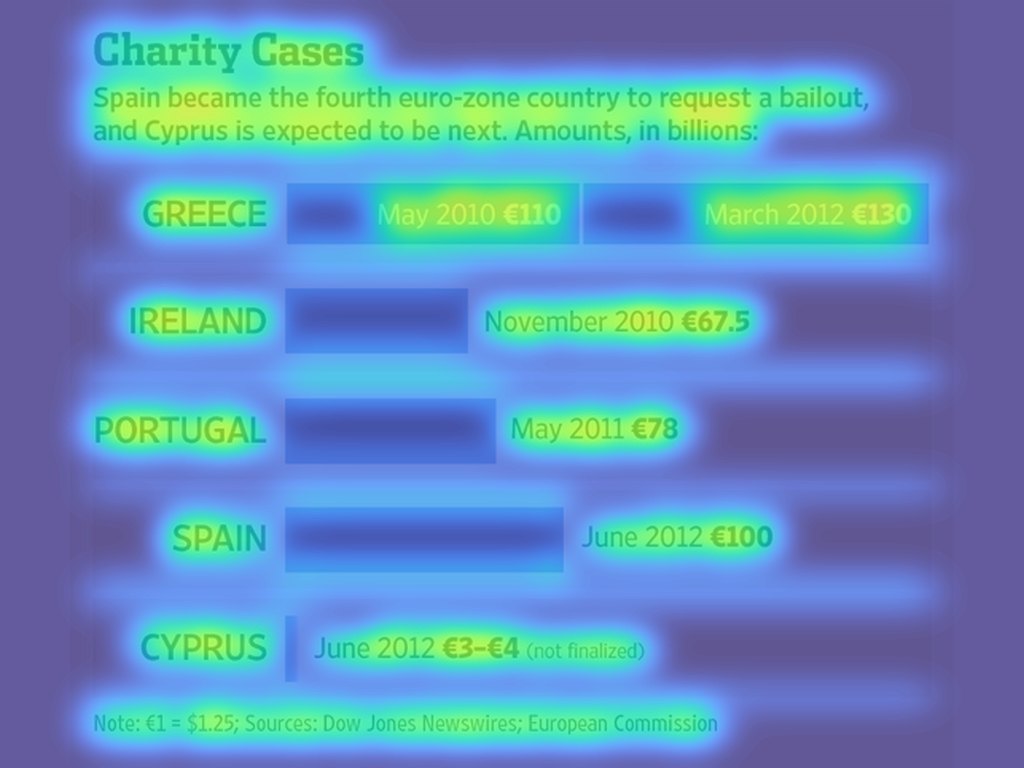 Charity Cases
Spain became the fourth euro-zone country to request a bailout,
and Cyprus is expected to be next. Amounts, in billions:
GREECE May 2010 €110 March 2012 €130
IRELAND November 2010 €67.5
PORTUGAL May 2011 €78
SPAIN June 2012 €100
CYPRUS June 2012 €3–€4 (not finalized)
Note: €1 = $1.25; Sources: Dow Jones Newswires; European Commission